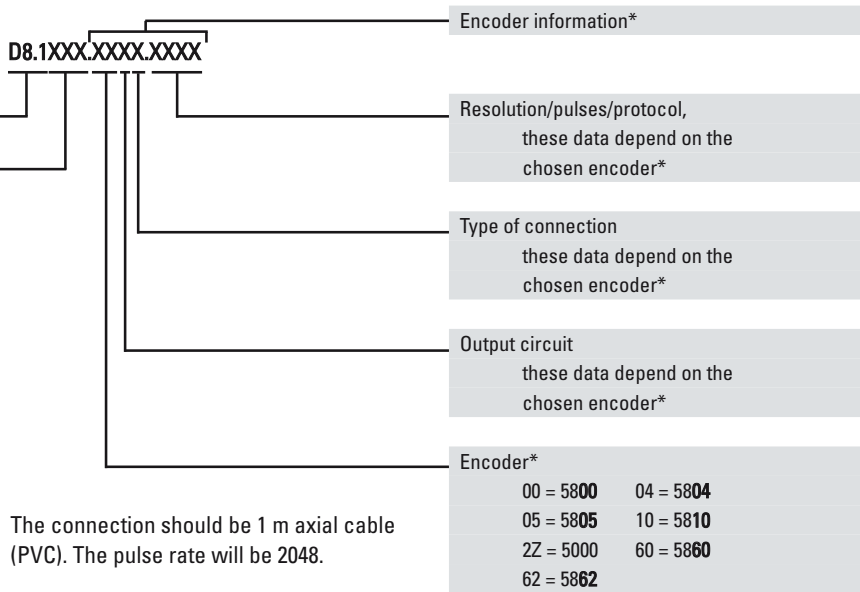 Encoder information*
D8.1XXX.XXXX.XXXX
Resolution/pulses/protocol,
these data depend on the
chosen encoder*
Type of connection
these data depend on the
chosen encoder*
Output circuit
these data depend on the
chosen encoder*
Encoder*
00 = 5800 04 = 5804
05 = 5805 10 = 5810
2Z = 5000 60 = 5860
62 = 5862
The connection should be 1 m axial cable
(PVC). The pulse rate will be 2048.